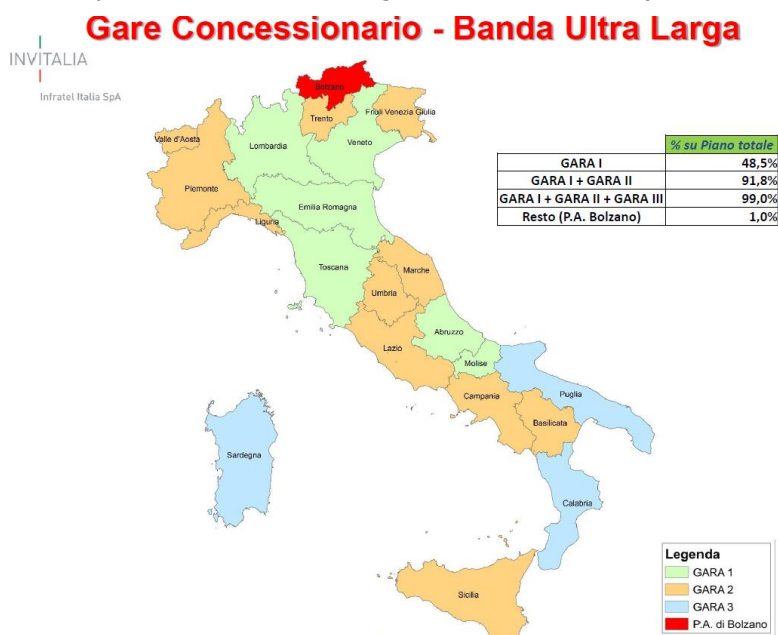 Gare Concessionario - Banda Ultra Larga
INVITALIA
Infratel Italia SpA
Bolzano
Trento
Friuli Venezia Giulia
Valle d'Aosta
Lombardia
Veneto
Piemonte
Emilia Romagna
Liguria
Toscana
Marche
Umbria
Lazio
Abruzzo
Molise
Campania
Puglia
Basilicata
Sardegna
Calabria
Sicilia
% su Piano totale
GARA I 48,5%
GARA I + GARA II 91,8%
GARA I + GARA II + GARA III 99,0%
Resto (P.A. Bolzano) 1,0%
Legenda
GARA 1
GARA 2
GARA 3
P.A. di Bolzano